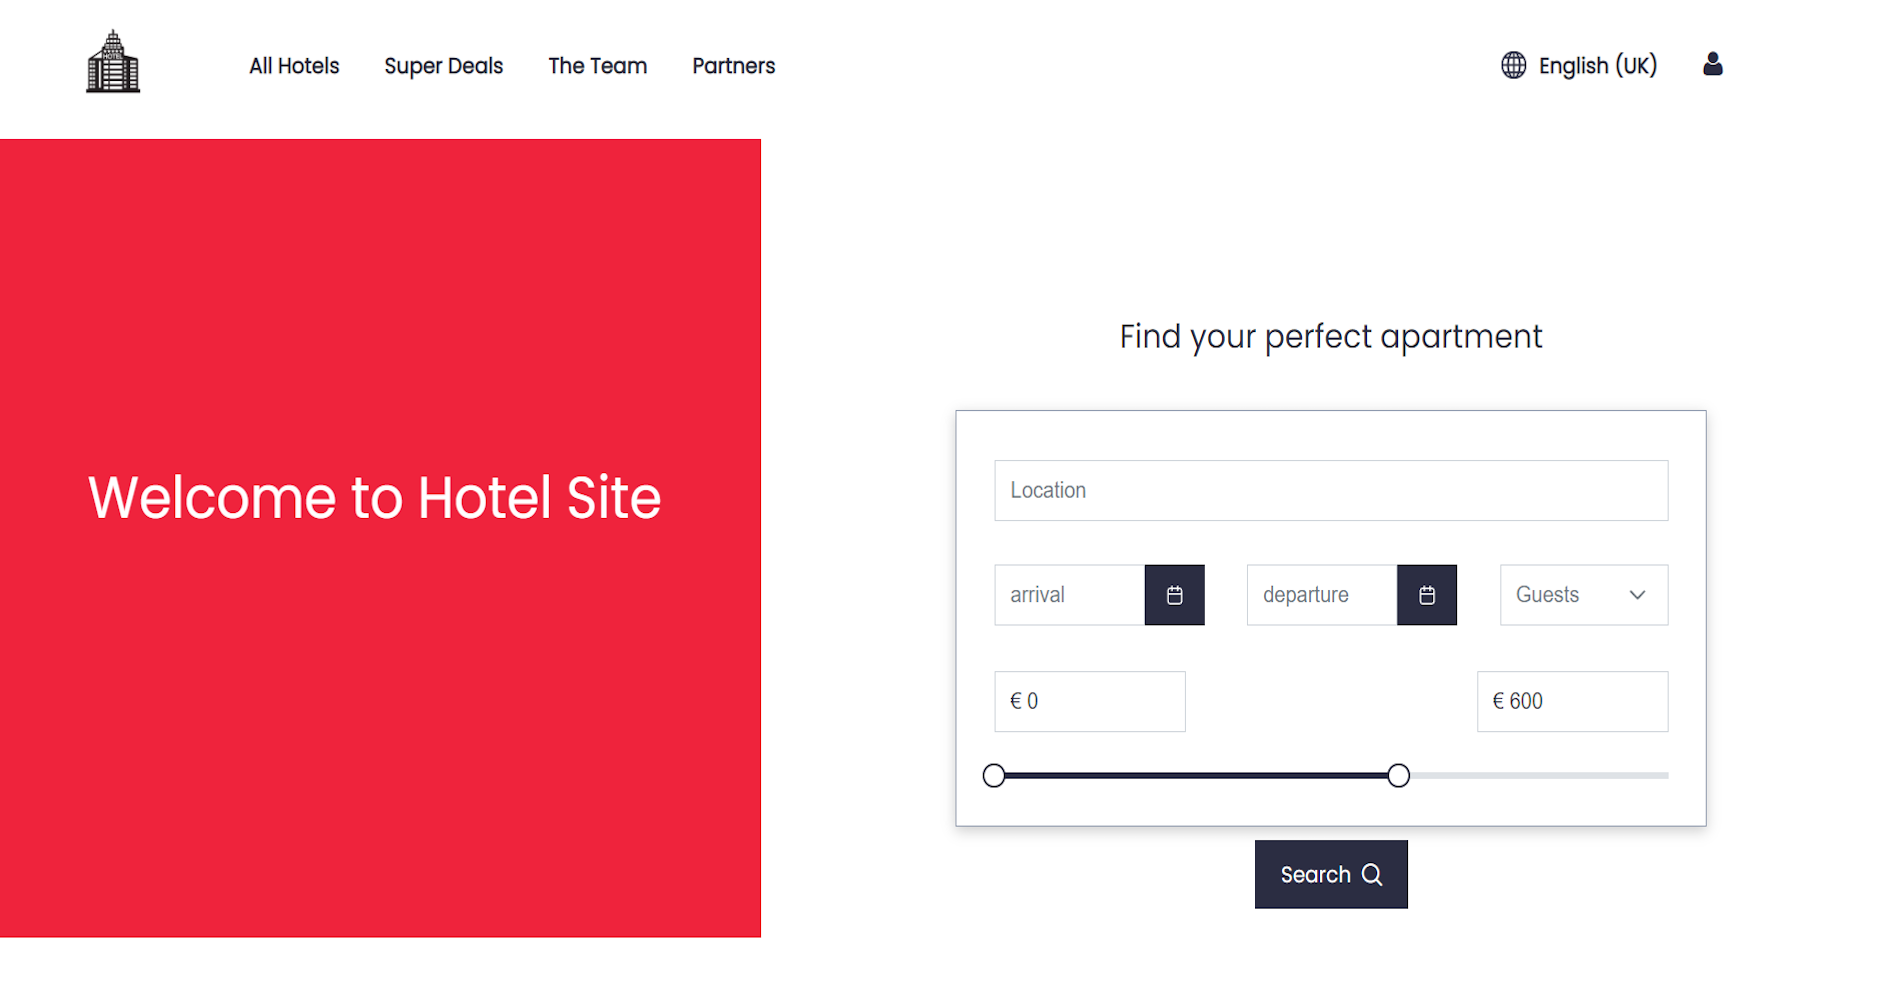 HOTEL
All Hotels Super Deals The Team Partners English (UK)
Welcome to Hotel Site
Find your perfect apartment
Location
arrival departure Guests
€ 0 € 600
Search